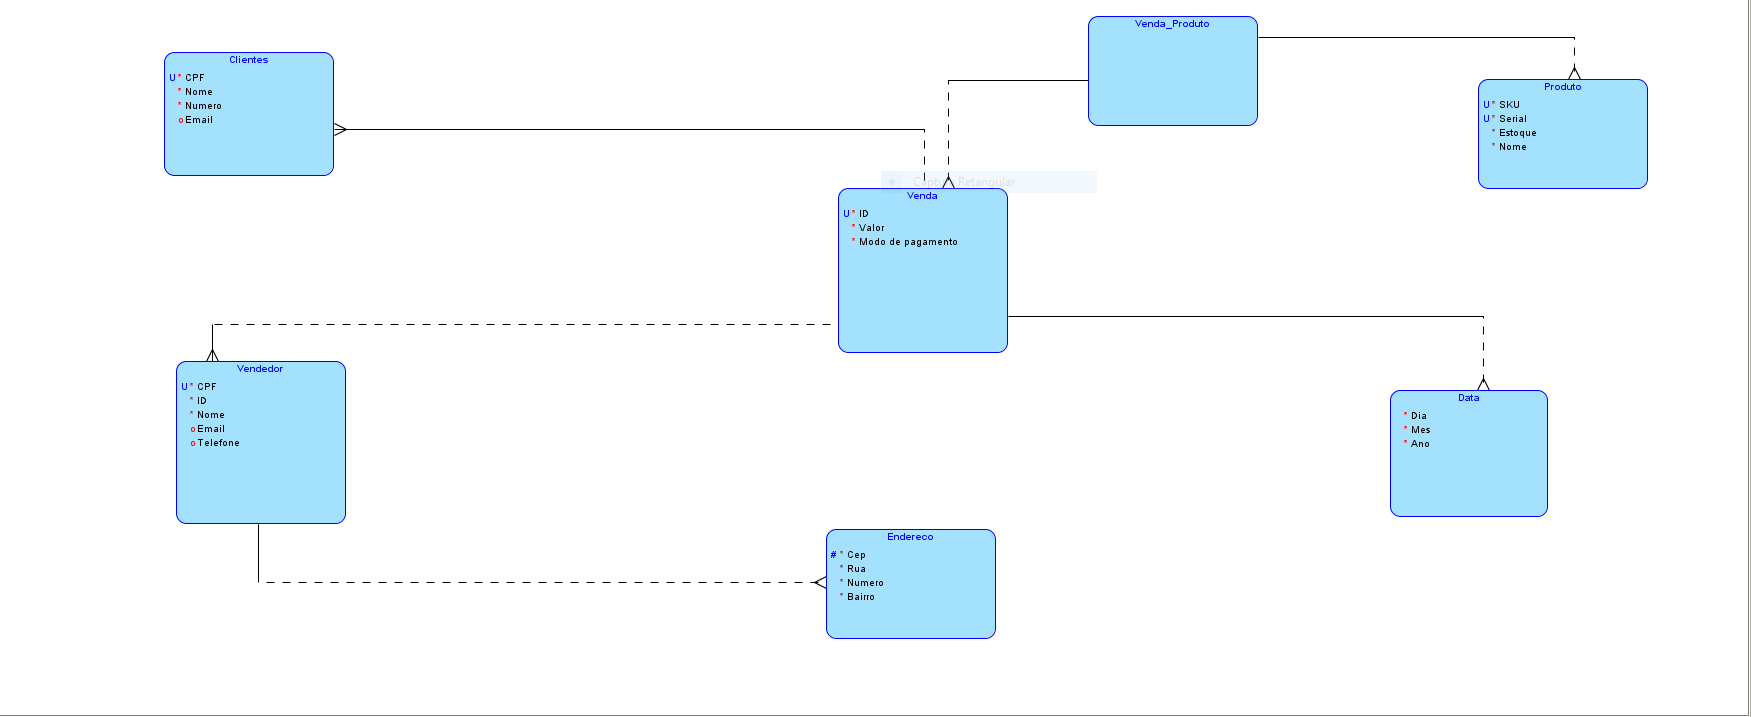 Clientes
U * CPF
* Nome
* Numero
o Email
Venda_Produto
Produto
U * SKU
U * Serial
* Estoque
* Nome
Captura Retangular
Venda
U * ID
* Valor
* Modo de pagamento
Vendedor
U * CPF
* ID
* Nome
o Email
o Telefone
Data
* Dia
* Mes
* Ano
Endereco
# * Cep
* Rua
* Numero
* Bairro